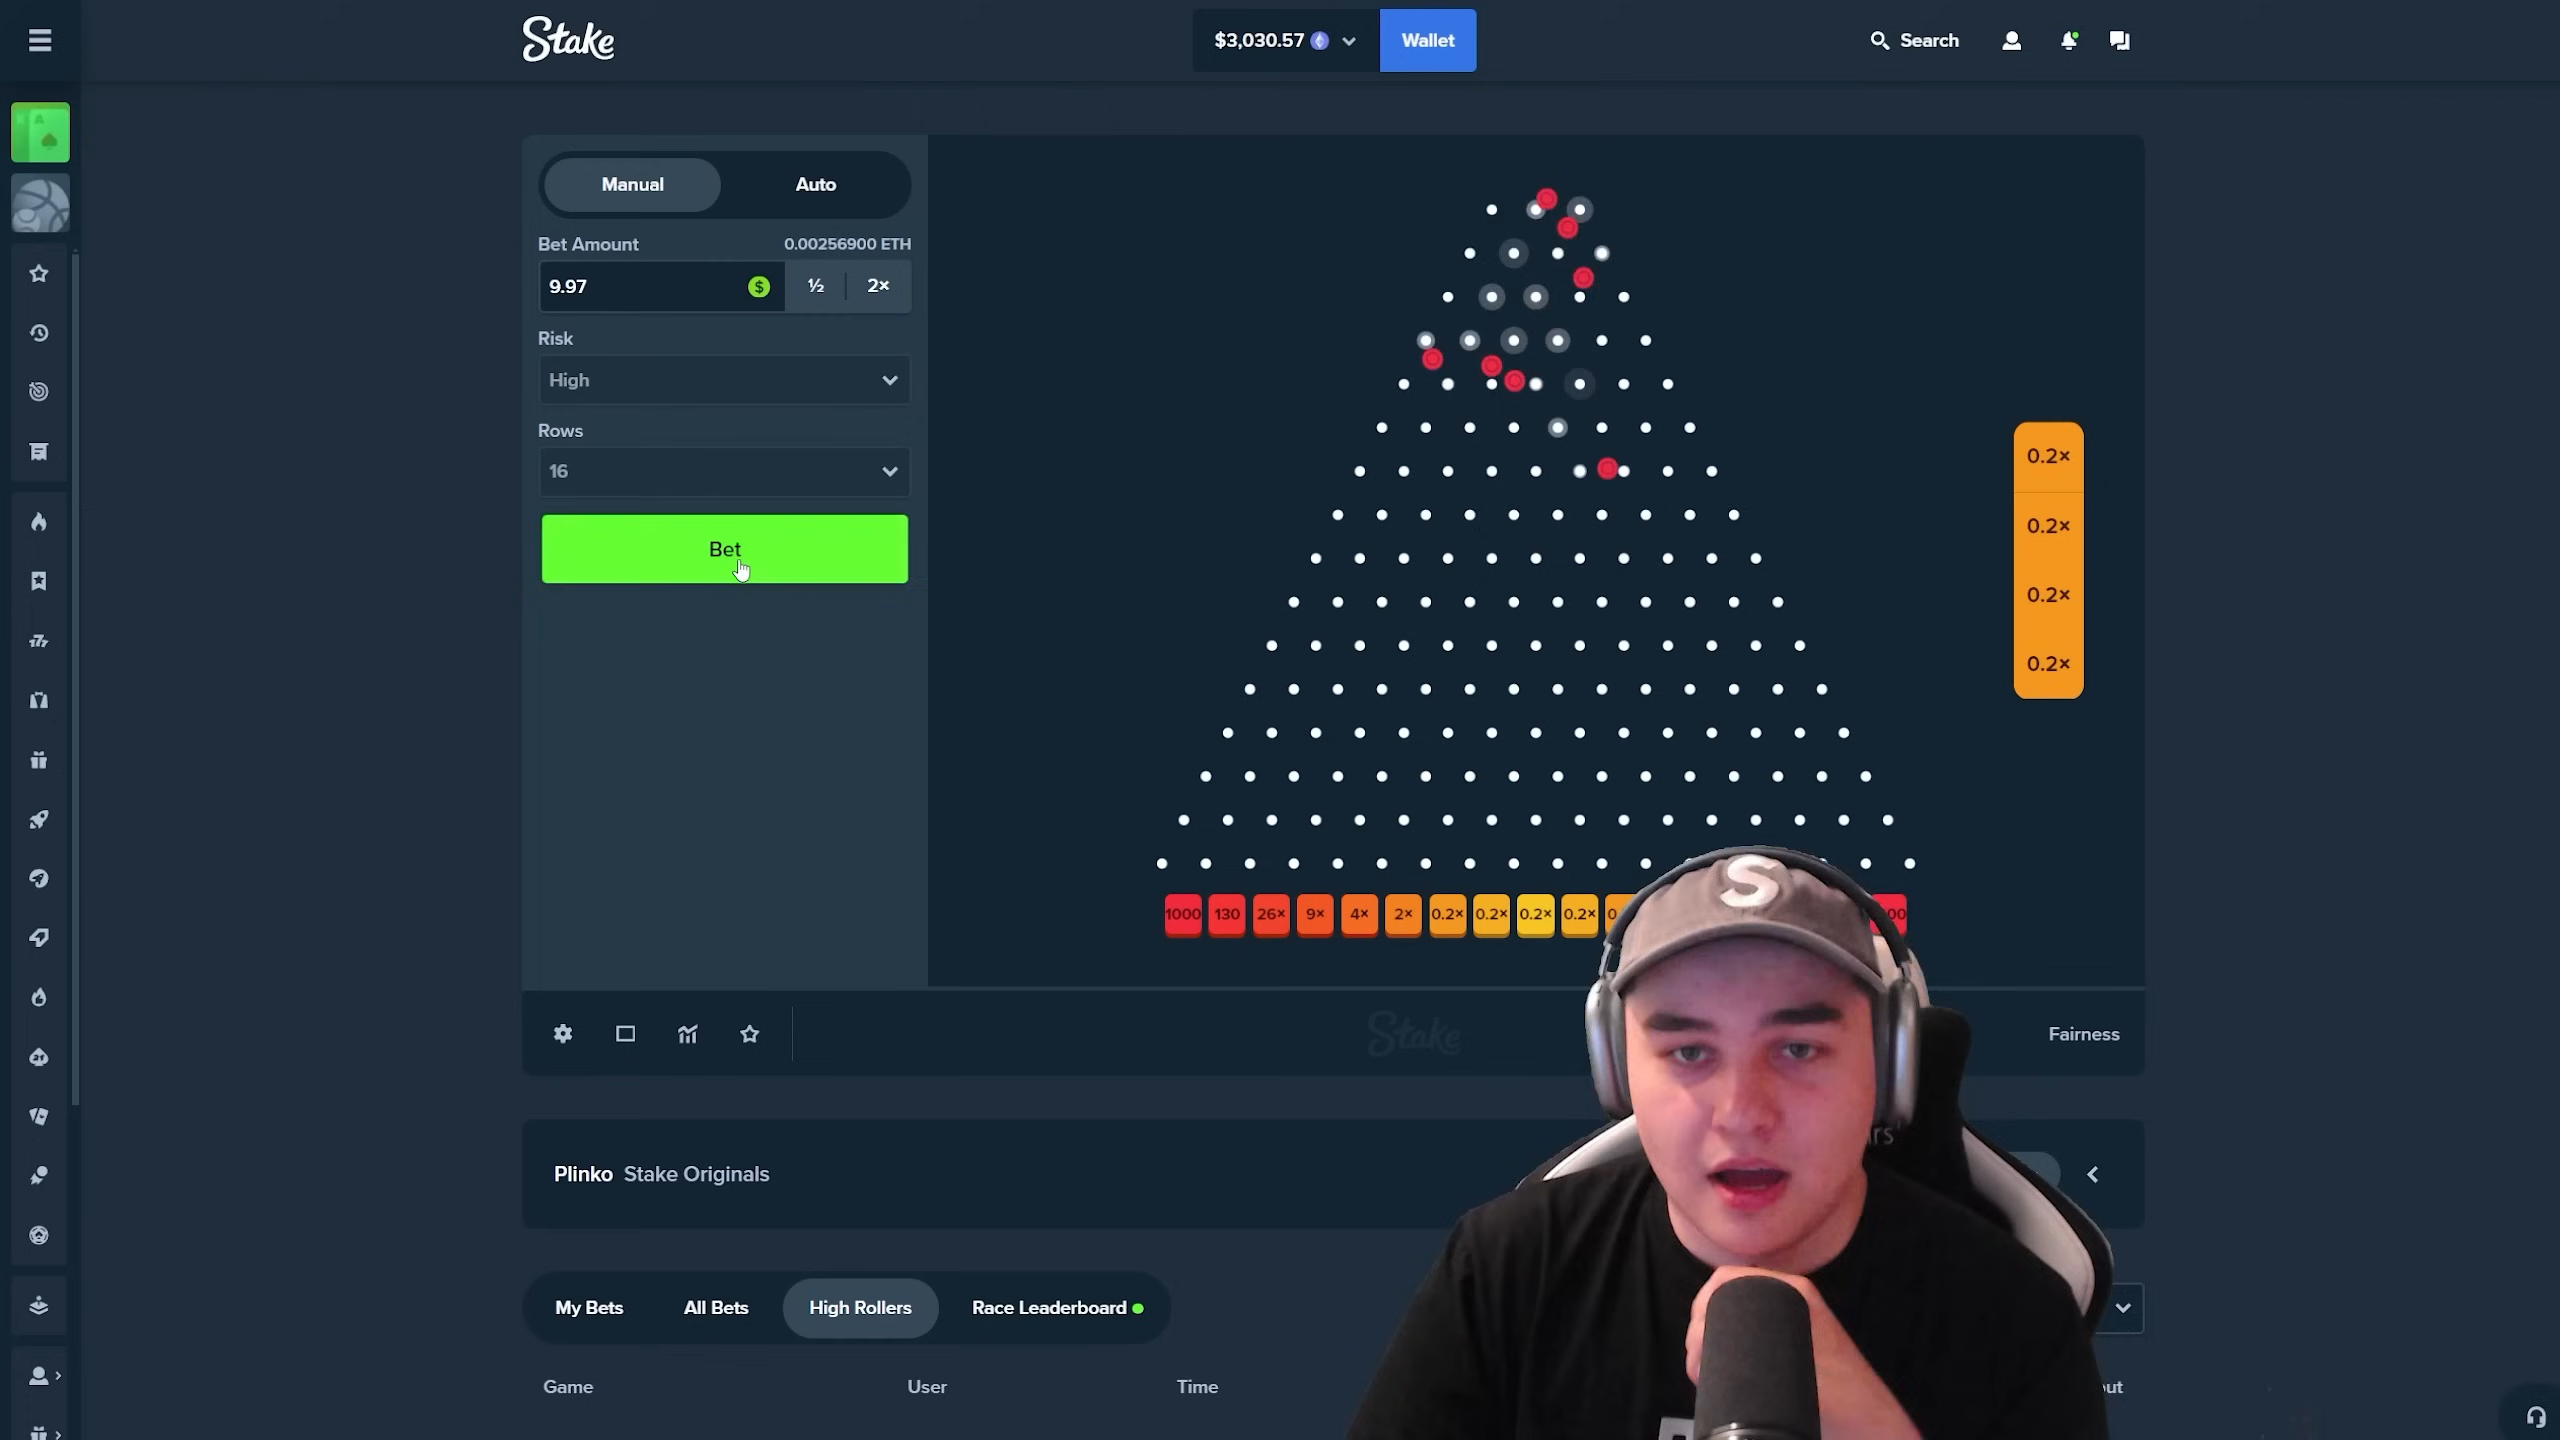 Stake
$3,030.57
Wallet
Search
Manual
Auto
Bet Amount
0.00256900 ETH
9.97
$
½
2×
Risk
High
Rows
16
Bet
0.2×
0.2×
0.2×
0.2×
1000 130 26× 9× 4× 2× 0.2× 0.2× 0.2× 0.2×
Stake
Fairness
Plinko Stake Originals
My Bets
All Bets
High Rollers
Race Leaderboard
Game
User
Time
S